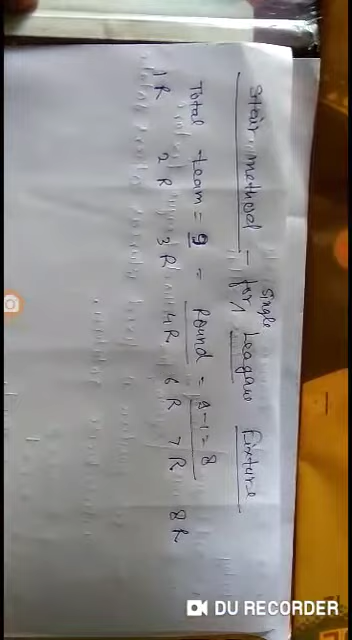 Stair method - for single Leagaw Fixture
Total team = 9 = Round = 9-1 = 8
1R 2R 3R 4R 6R 7R 8R
DU RECORDER